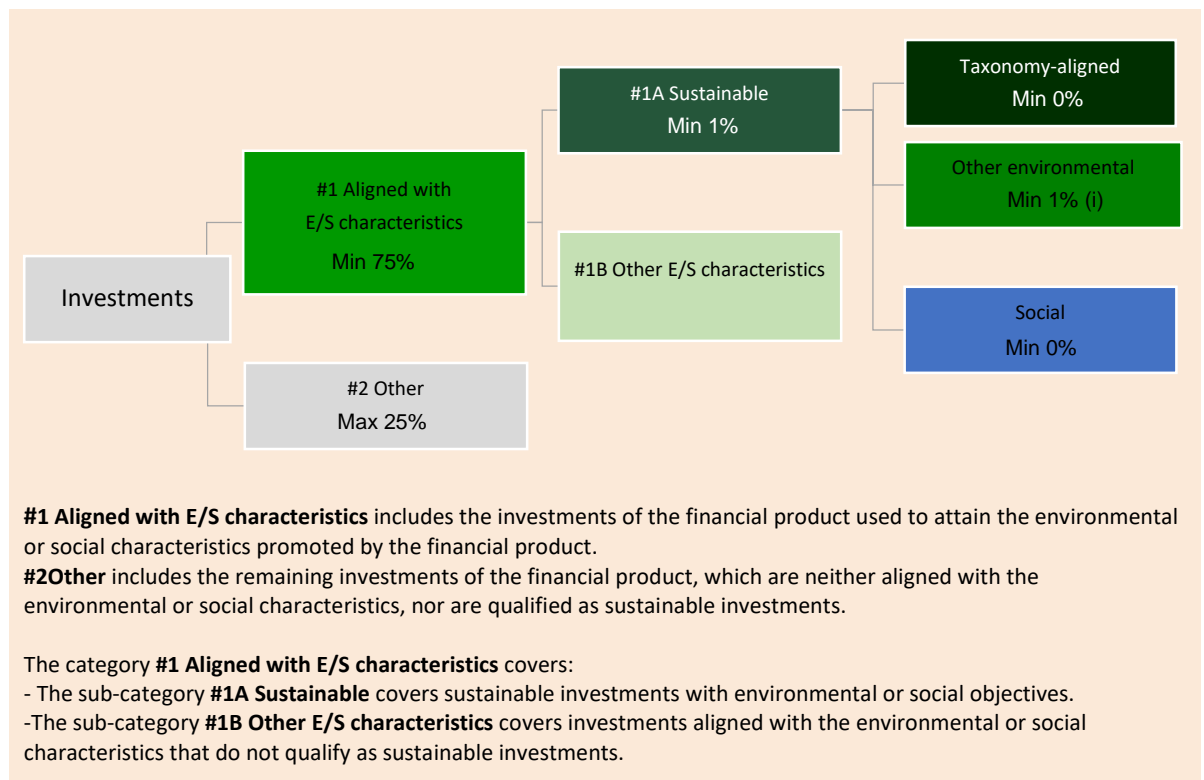 Investments
#1 Aligned with
E/S characteristics
Min 75%
#2 Other
Max 25%
#1A Sustainable
Min 1%
#1B Other E/S characteristics
Taxonomy-aligned
Min 0%
Other environmental
Min 1% (i)
Social
Min 0%
#1 Aligned with E/S characteristics includes the investments of the financial product used to attain the environmental
or social characteristics promoted by the financial product.
#2Other includes the remaining investments of the financial product, which are neither aligned with the
environmental or social characteristics, nor are qualified as sustainable investments.
The category #1 Aligned with E/S characteristics covers:
- The sub-category #1A Sustainable covers sustainable investments with environmental or social objectives.
-The sub-category #1B Other E/S characteristics covers investments aligned with the environmental or social
characteristics that do not qualify as sustainable investments.